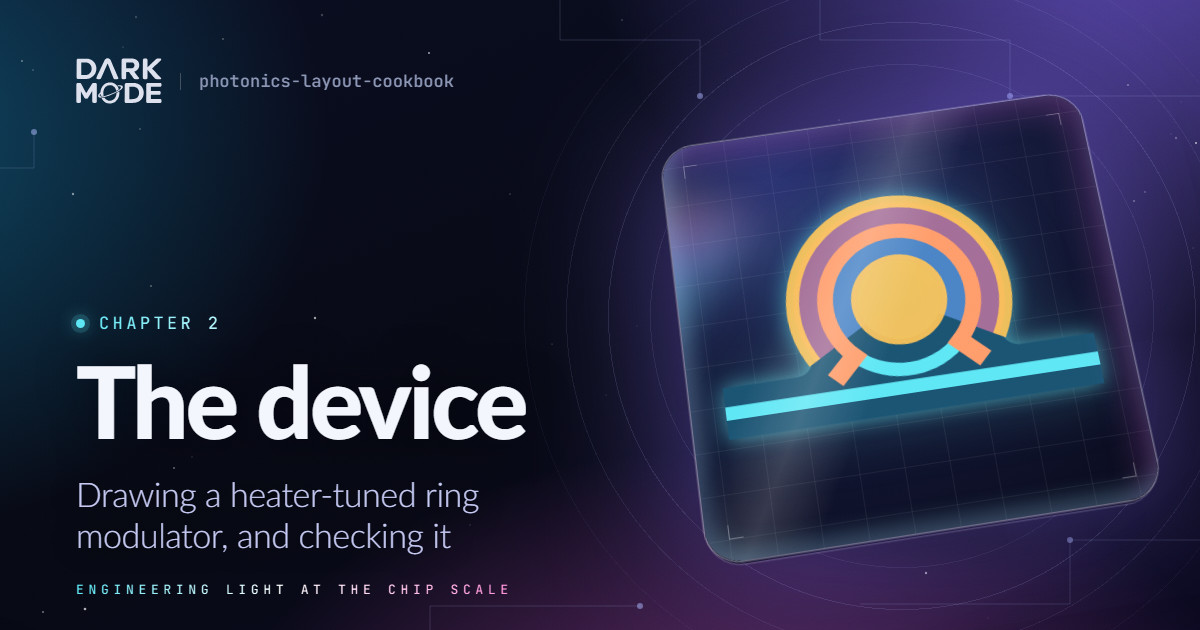 DARK
MODE
photonics-layout-cookbook
CHAPTER 2
The device
Drawing a heater-tuned ring
modulator, and checking it
ENGINEERING LIGHT AT THE CHIP SCALE